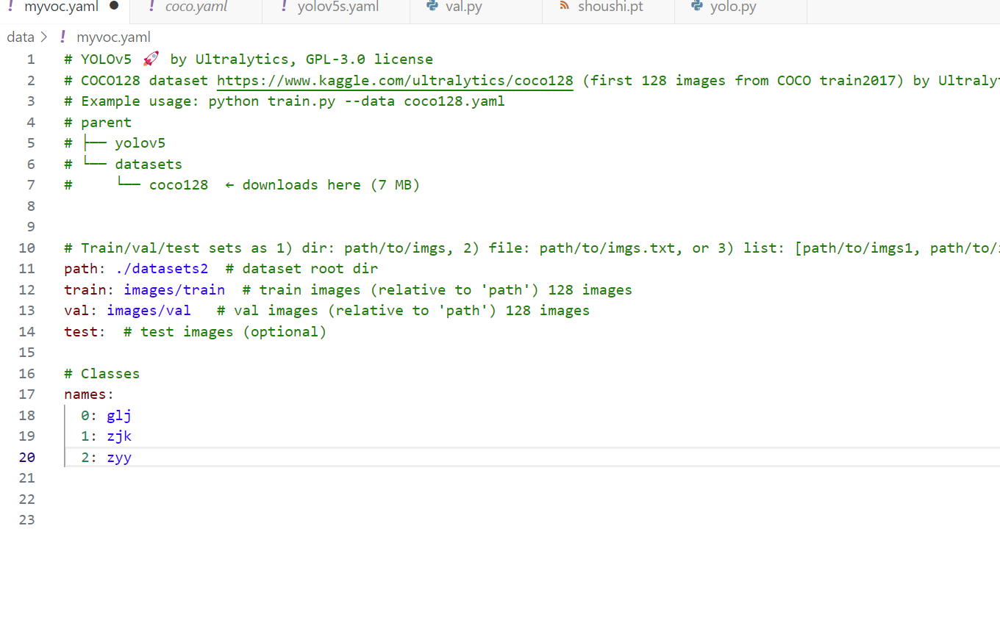 ! myvoc.yaml ● ! coco.yaml ! yolov5s.yaml val.py shoushi.pt yolo.py
data > ! myvoc.yaml
1 # YOLOv5 🚀 by Ultralytics, GPL-3.0 license
2 # COCO128 dataset https://www.kaggle.com/ultralytics/coco128 (first 128 images from COCO train2017) by Ultraly
3 # Example usage: python train.py --data coco128.yaml
4 # parent
5 # ├── yolov5
6 # └── datasets
7 #     └── coco128  ← downloads here (7 MB)
8
9
10 # Train/val/test sets as 1) dir: path/to/imgs, 2) file: path/to/imgs.txt, or 3) list: [path/to/imgs1, path/to/
11 path: ./datasets2  # dataset root dir
12 train: images/train  # train images (relative to 'path') 128 images
13 val: images/val   # val images (relative to 'path') 128 images
14 test:  # test images (optional)
15
16 # Classes
17 names:
18   0: glj
19   1: zjk
20   2: zyy
21
22
23